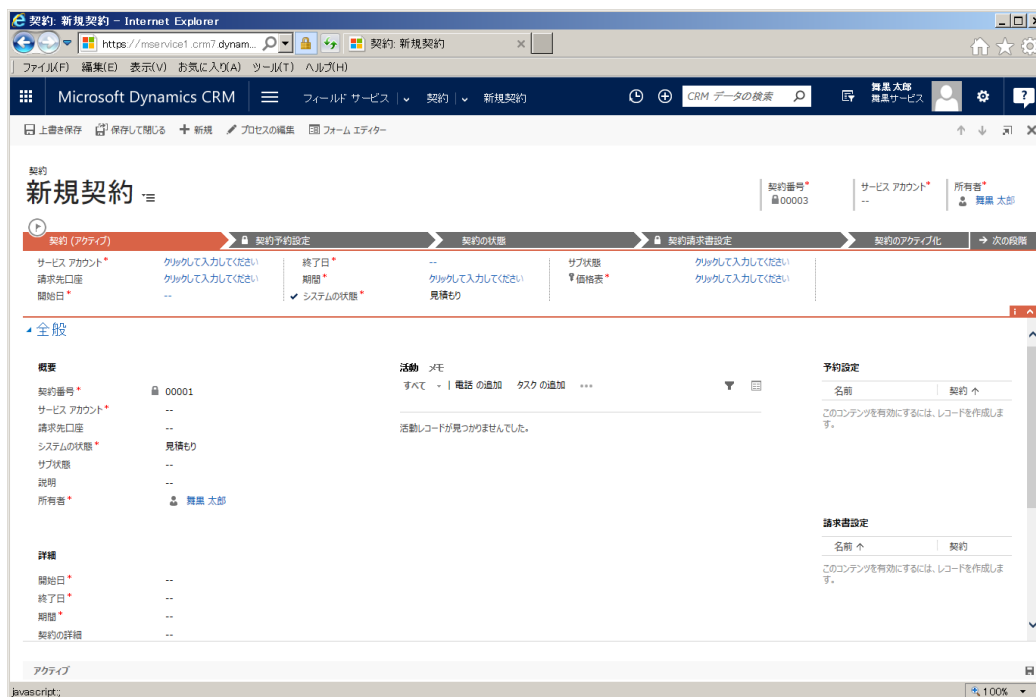 契約: 新規契約 - Internet Explorer
https://mservice1.crm7.dynam...
契約: 新規契約
ファイル(F) 編集(E) 表示(V) お気に入り(A) ツール(T) ヘルプ(H)
Microsoft Dynamics CRM フィールド サービス 契約 新規契約 CRM データの検索 舞黒 太郎
舞黒サービス
上書き保存 保存して閉じる 新規 プロセスの編集 フォーム エディター
契約
新規契約
契約番号* サービス アカウント* 所有者*
00003 -- 舞黒 太郎
契約 (アクティブ) 契約予約設定 契約の状態 契約請求書設定 契約のアクティブ化 次の段階
サービス アカウント* クリックして入力してください 終了日* -- サブ状態 クリックして入力してください
請求先口座 クリックして入力してください 期間* クリックして入力してください 価格表* クリックして入力してください
開始日* -- システムの状態* 見積もり
全般
概要 活動 メモ 予約設定
契約番号* 00001 すべて 電話 の追加 タスク の追加 ... 名前 契約
サービス アカウント* -- このコンテンツを有効にするには、レコードを作成しま
す。
請求先口座 -- 活動レコードが見つかりませんでした。
システムの状態* 見積もり
サブ状態 --
説明 --
所有者* 舞黒 太郎
請求書設定
詳細 名前 契約
開始日* -- このコンテンツを有効にするには、レコードを作成しま
す。
終了日* --
期間* --
契約の詳細 --
アクティブ
javascript:; 100%